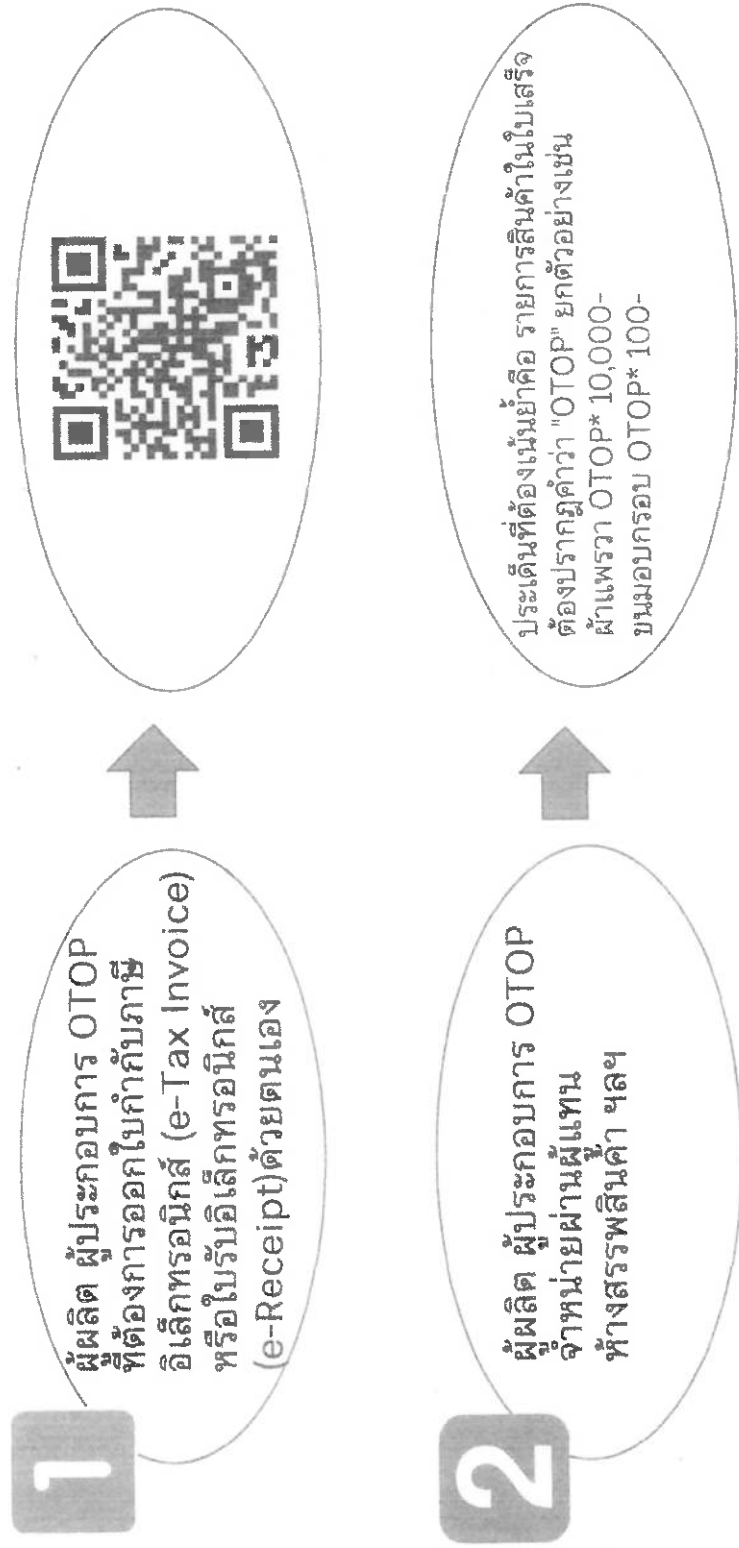 1
ผู้ผลิต ผู้ประกอบการ OTOP
ที่ต้องการออกใบกำกับภาษี
อิเล็กทรอนิกส์ (e-Tax Invoice)
หรือใบรับอิเล็กทรอนิกส์
(e-Receipt)ด้วยตนเอง
2
ผู้ผลิต ผู้ประกอบการ OTOP
จำหน่ายผ่านผู้แทน
ห้างสรรพสินค้า ฯลฯ
ประเด็นที่ต้องเน้นย้ำคือ รายการสินค้าในใบเสร็จ
ต้องปรากฏคำว่า "OTOP" ยกตัวอย่างเช่น
ผ้าแพรวา OTOP* 10,000-
ขนมอบกรอบ OTOP* 100-